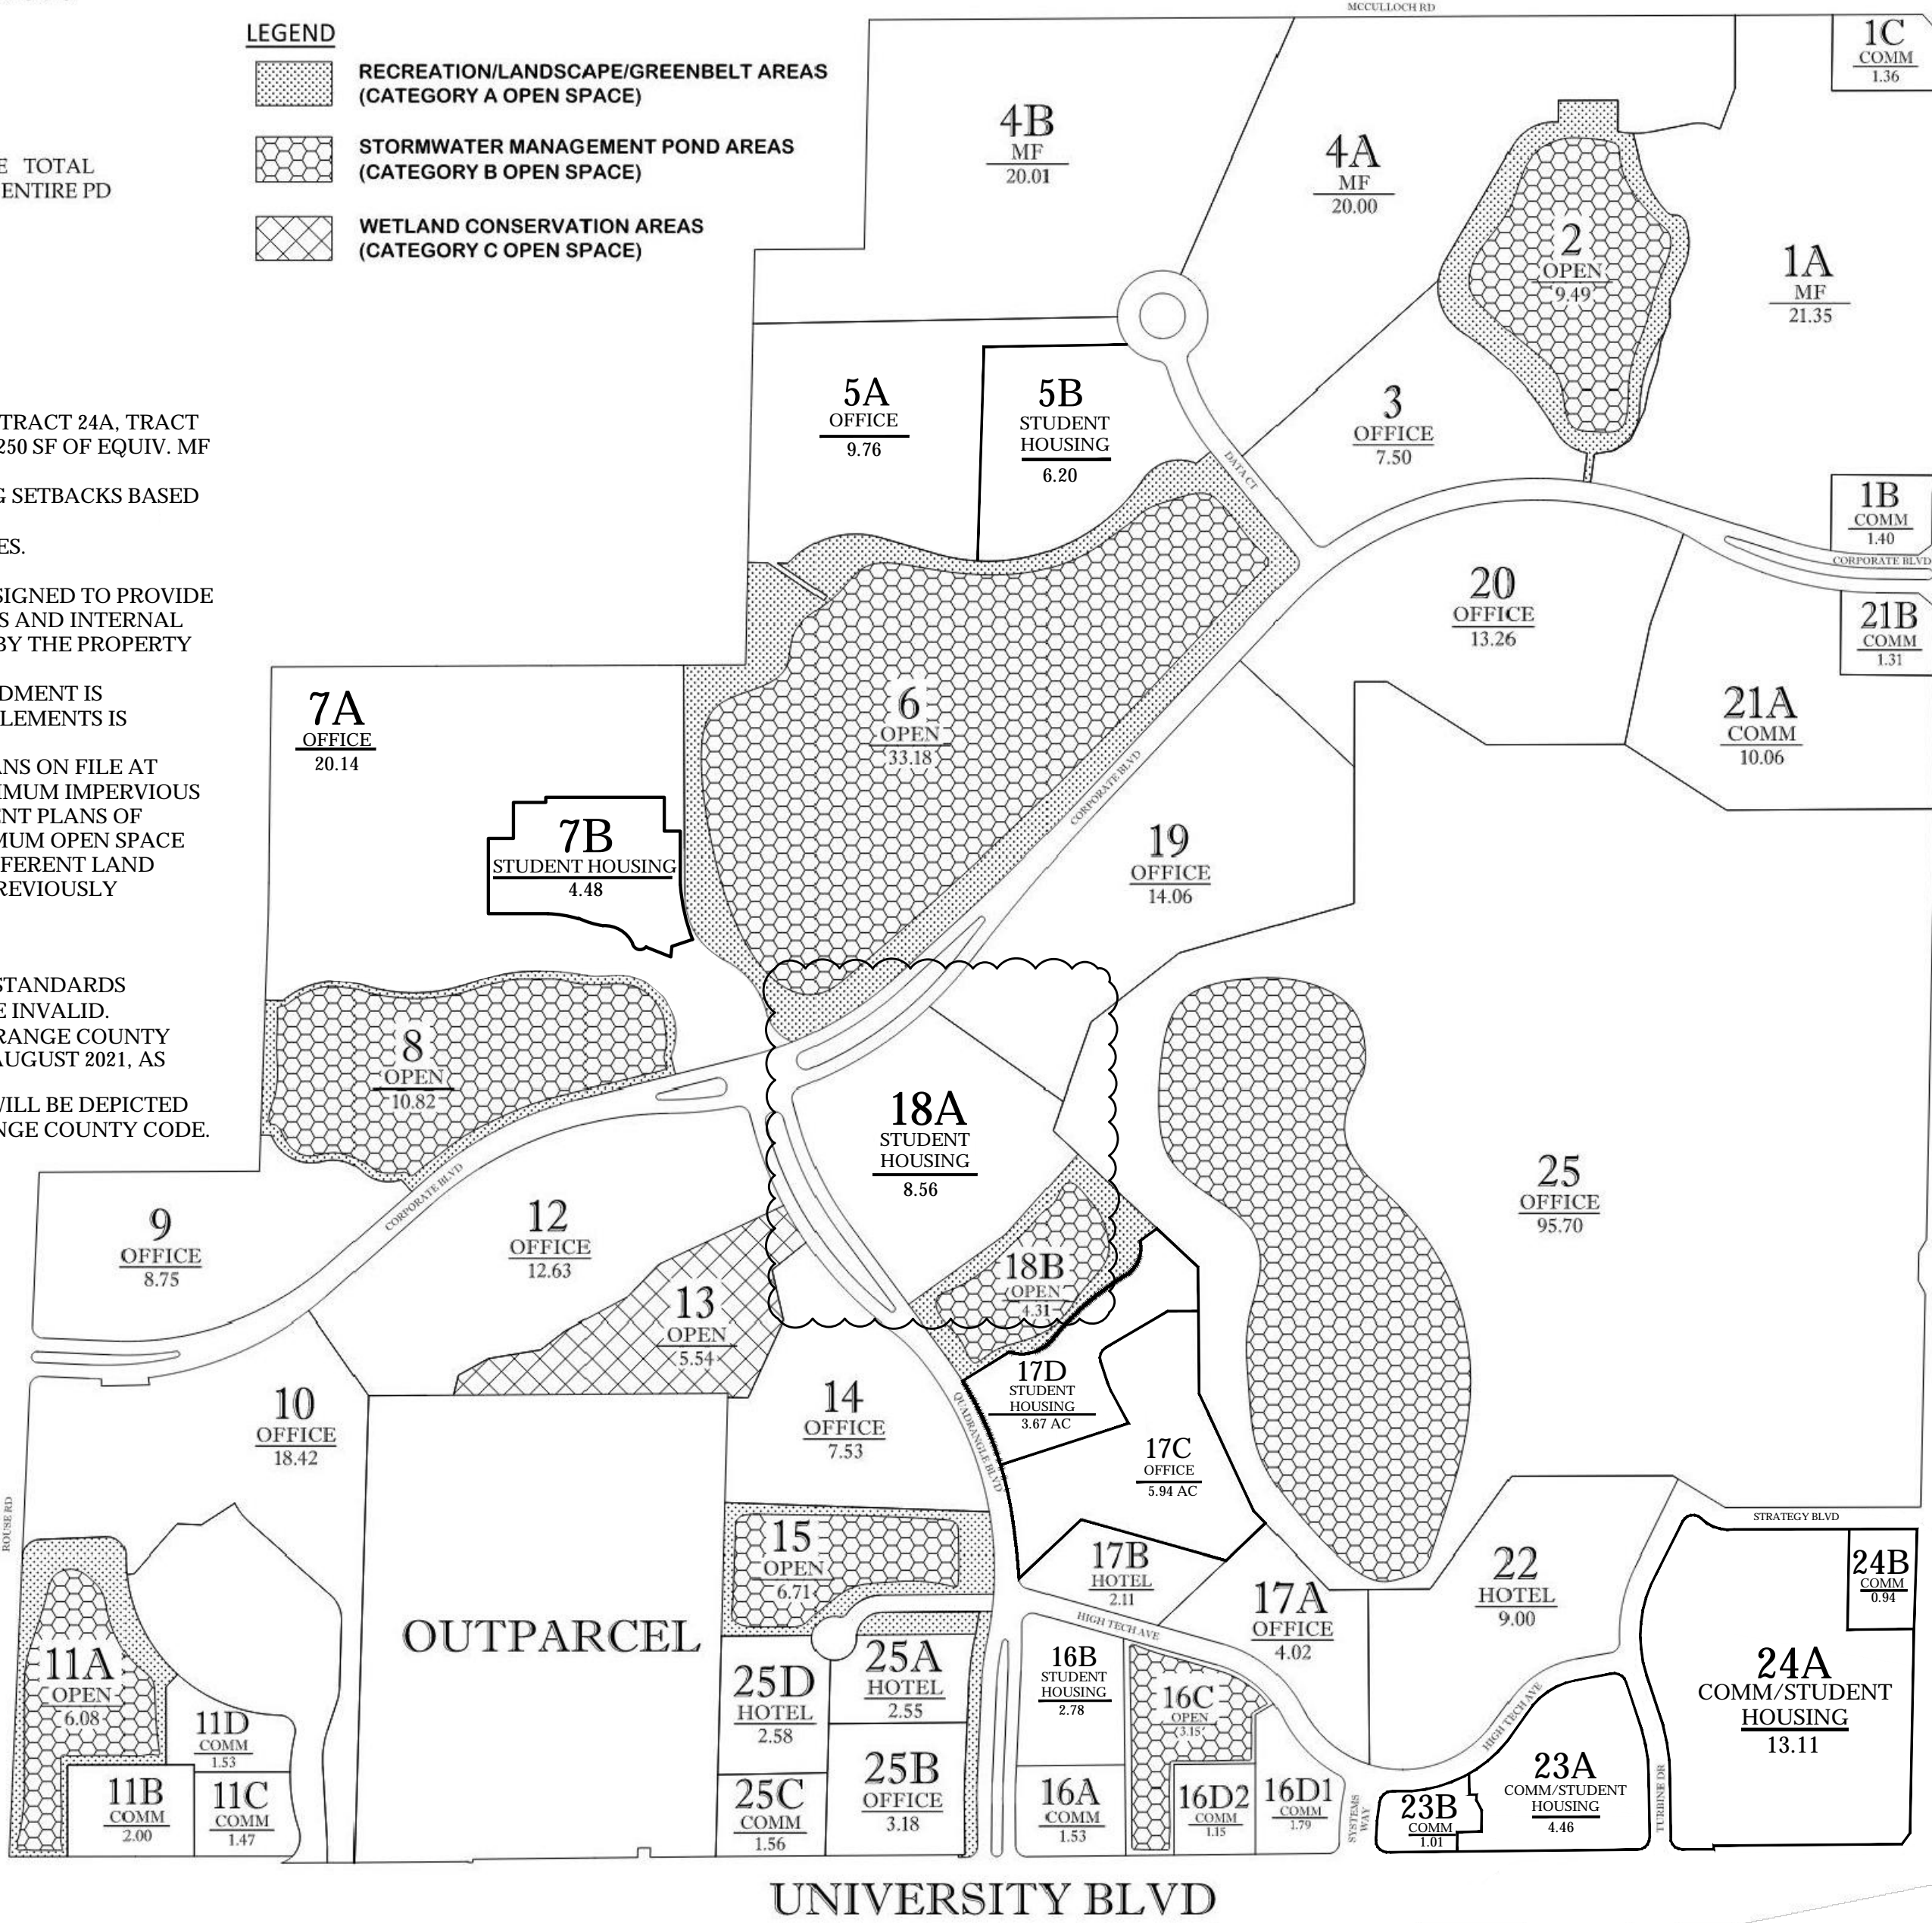 MCCULLOCH RD
LEGEND
RECREATION/LANDSCAPE/GREENBELT AREAS
(CATEGORY A OPEN SPACE)
STORMWATER MANAGEMENT POND AREAS
(CATEGORY B OPEN SPACE)
WETLAND CONSERVATION AREAS
(CATEGORY C OPEN SPACE)
E TOTAL
ENTIRE PD
TRACT 24A, TRACT
250 SF OF EQUIV. MF
G SETBACKS BASED
ES.
SIGNED TO PROVIDE
S AND INTERNAL
BY THE PROPERTY
DMENT IS
LEMENTS IS
ANS ON FILE AT
IMUM IMPERVIOUS
ENT PLANS OF
MUM OPEN SPACE
FFERENT LAND
REVIOUSLY
STANDARDS
E INVALID.
RANGE COUNTY
AUGUST 2021, AS
WILL BE DEPICTED
NGE COUNTY CODE.
1C
COMM
1.36
4B
MF
20.01
4A
MF
20.00
2
OPEN
9.49
1A
MF
21.35
5A
OFFICE
9.76
5B
STUDENT
HOUSING
6.20
3
OFFICE
7.50
DATA CT
1B
COMM
1.40
CORPORATE BLVD
20
OFFICE
13.26
21B
COMM
1.31
21A
COMM
10.06
7A
OFFICE
20.14
6
OPEN
33.18
CORPORATE BLVD
7B
STUDENT HOUSING
4.48
19
OFFICE
14.06
8
OPEN
10.82
18A
STUDENT
HOUSING
8.56
25
OFFICE
95.70
CORPORATE BLVD
9
OFFICE
8.75
12
OFFICE
12.63
13
OPEN
5.54
18B
OPEN
4.31
10
OFFICE
18.42
14
OFFICE
7.53
QUADRANGLE BLVD
17D
STUDENT
HOUSING
3.67 AC
17C
OFFICE
5.94 AC
ROUSE RD
STRATEGY BLVD
15
OPEN
6.71
17B
HOTEL
2.11
HIGH TECH AVE
17A
OFFICE
4.02
22
HOTEL
9.00
24B
COMM
0.94
OUTPARCEL
11A
OPEN
6.08
11D
COMM
1.53
25D
HOTEL
2.58
25A
HOTEL
2.55
16B
STUDENT
HOUSING
2.78
16C
OPEN
3.15
24A
COMM/STUDENT
HOUSING
13.11
HIGH TECH AVE
11B
COMM
2.00
11C
COMM
1.47
25C
COMM
1.56
25B
OFFICE
3.18
16A
COMM
1.53
16D2
COMM
1.15
16D1
COMM
1.79
SYSTEMS
WAY
23B
COMM
1.01
23A
COMM/STUDENT
HOUSING
4.46
TURBINE DR
UNIVERSITY BLVD